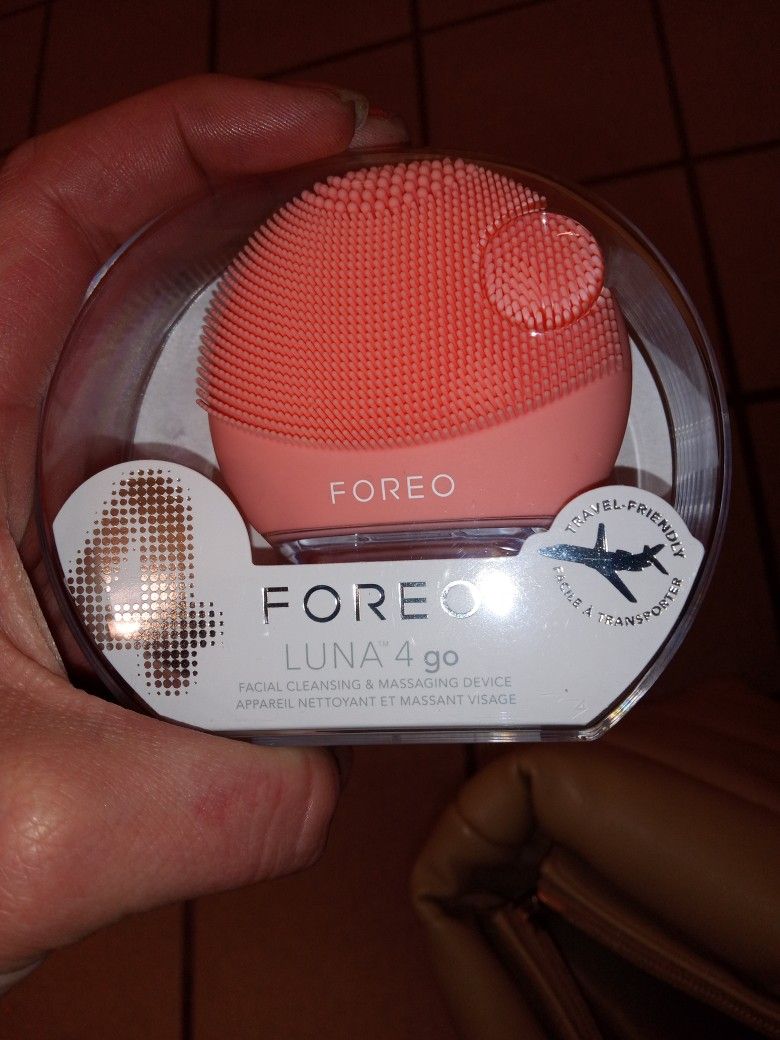 FOREO
TRAVEL-FRIENDLY
FACILE À TRANSPORTER
FOREO
LUNA™ 4 go
FACIAL CLEANSING & MASSAGING DEVICE
APPAREIL NETTOYANT ET MASSANT VISAGE